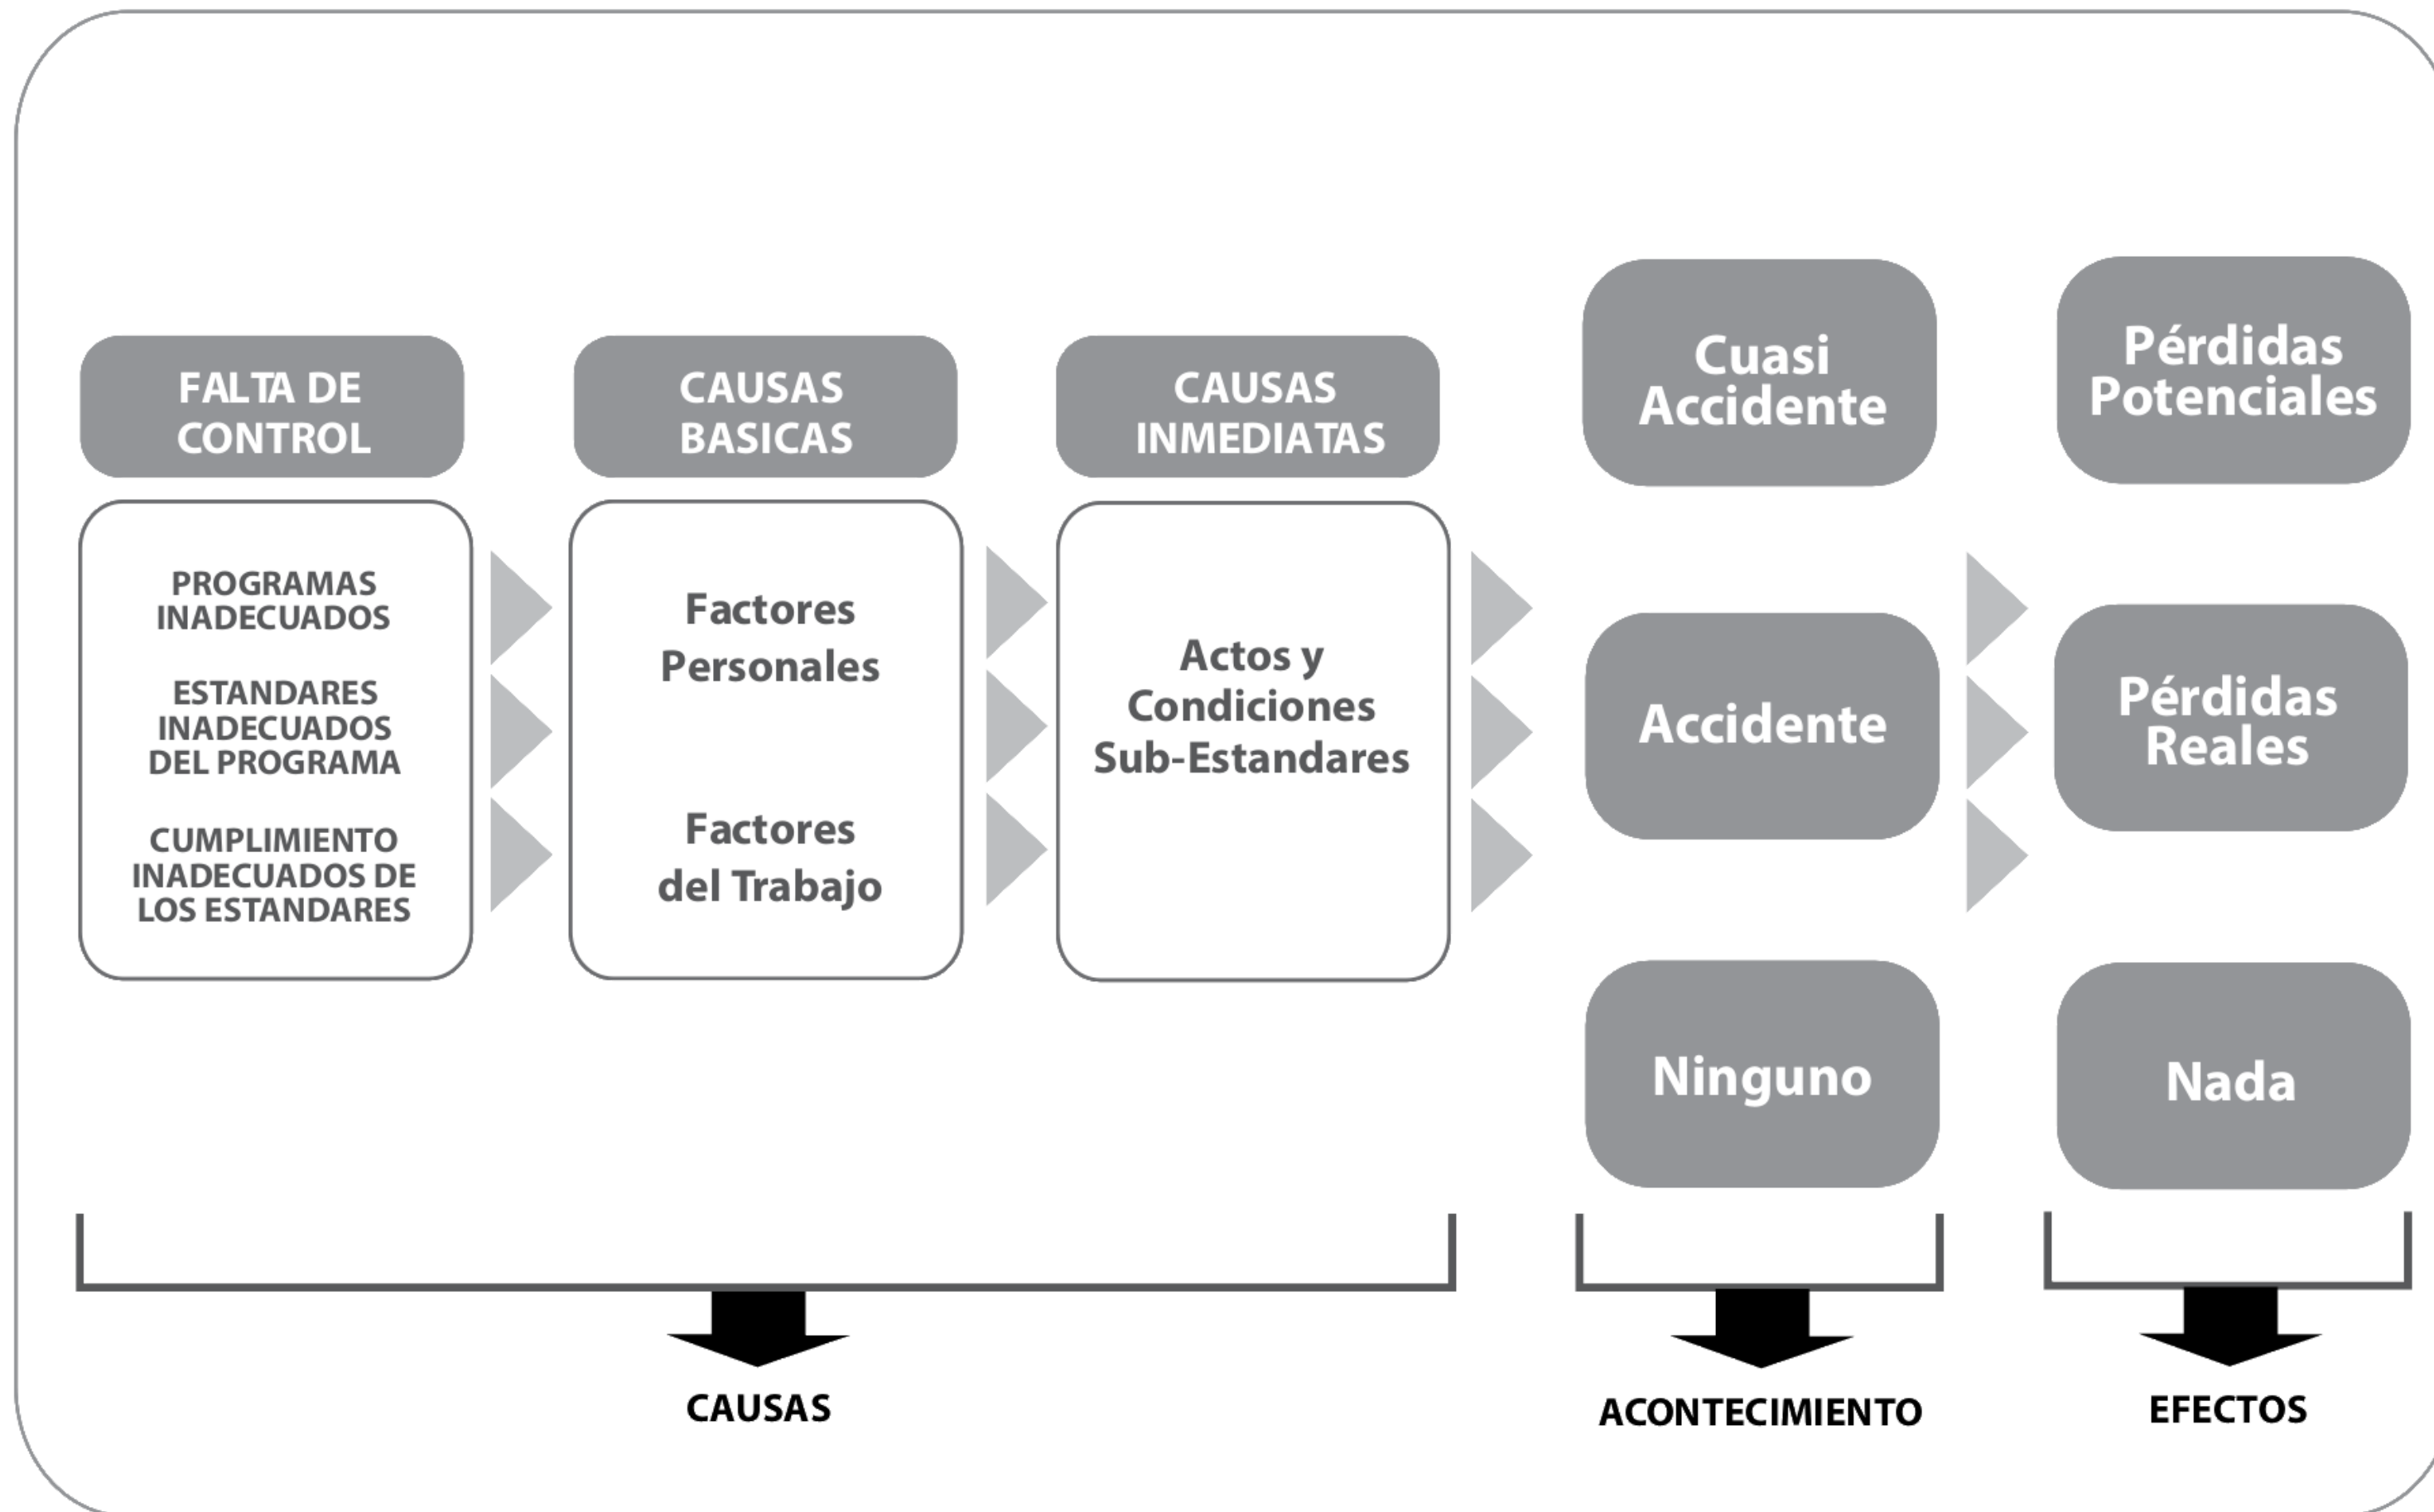 FALTA DE
CONTROL
PROGRAMAS
INADECUADOS
ESTANDARES
INADECUADOS
DEL PROGRAMA
CUMPLIMIENTO
INADECUADOS DE
LOS ESTANDARES
CAUSAS
BASICAS
Factores
Personales
Factores
del Trabajo
CAUSAS
INMEDIATAS
Actos y
Condiciones
Sub-Estandares
Cuasi
Accidente
Accidente
Ninguno
Pérdidas
Potenciales
Pérdidas
Reales
Nada
CAUSAS
ACONTECIMIENTO
EFECTOS